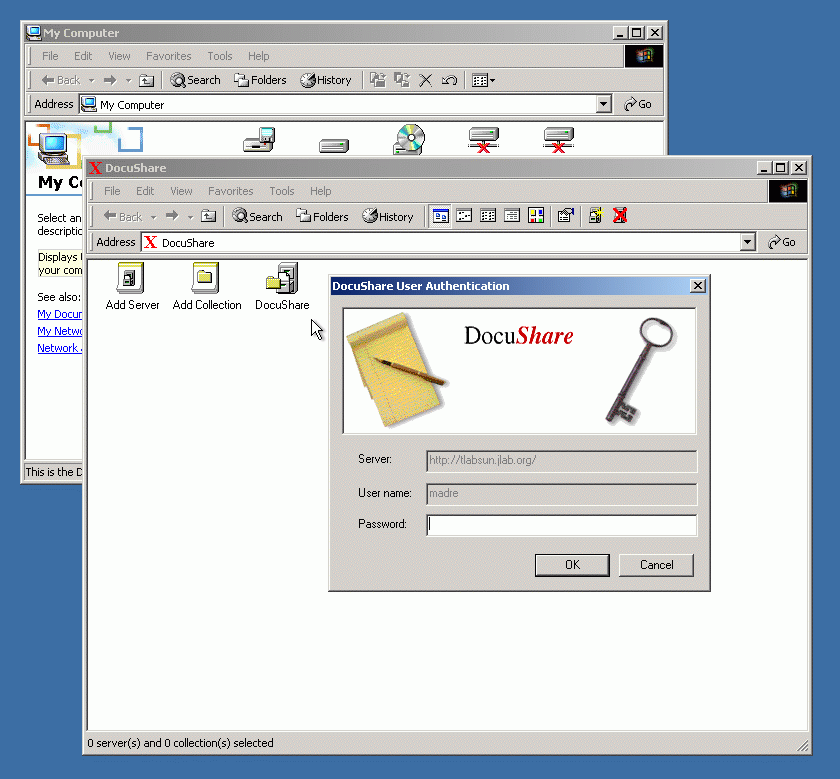 My Computer
File Edit View Favorites Tools Help
Back Search Folders History
Address My Computer Go
DocuShare
My C
File Edit View Favorites Tools Help
Select an
Back Search Folders History
descriptic
Address DocuShare Go
Displays
your com
See also:
My Docur
My Netwo
Network
This is the D
Add Server Add Collection DocuShare
DocuShare User Authentication
DocuShare
Server: http://tlabsun.jlab.org/
User name: madre
Password:
OK Cancel
0 server(s) and 0 collection(s) selected